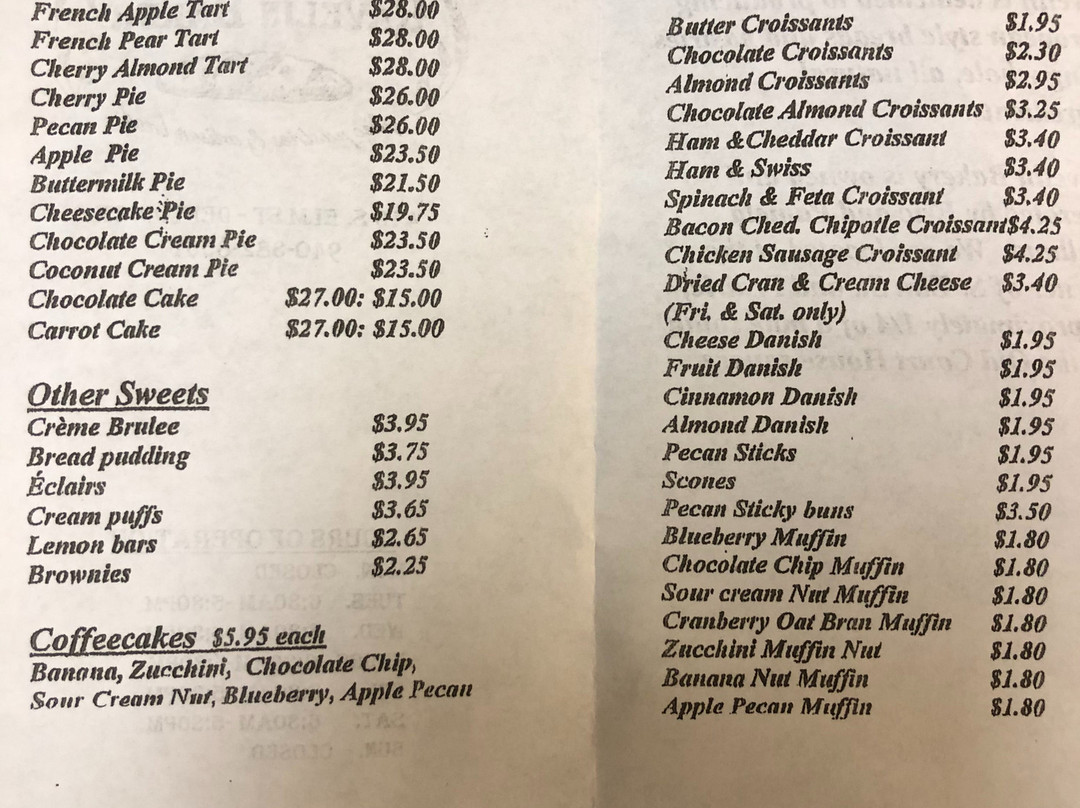 French Apple Tart $28.00
French Pear Tart $28.00
Cherry Almond Tart $28.00
Cherry Pie $26.00
Pecan Pie $26.00
Apple Pie $23.50
Buttermilk Pie $21.50
Cheesecake Pie $19.75
Chocolate Cream Pie $23.50
Coconut Cream Pie $23.50
Chocolate Cake $27.00: $15.00
Carrot Cake $27.00: $15.00
Other Sweets
Crème Brulee $3.95
Bread pudding $3.75
Éclairs $3.95
Cream puffs $3.65
Lemon bars $2.65
Brownies $2.25
Coffeecakes $5.95 each
Banana, Zucchini, Chocolate Chip,
Sour Cream Nut, Blueberry, Apple Pecan
Butter Croissants $1.95
Chocolate Croissants $2.30
Almond Croissants $2.95
Chocolate Almond Croissants $3.25
Ham &Cheddar Croissant $3.40
Ham & Swiss $3.40
Spinach & Feta Croissant $3.40
Bacon Ched. Chipotle Croissant$4.25
Chicken Sausage Croissant $4.25
Dried Cran & Cream Cheese $3.40
(Fri. & Sat. only)
Cheese Danish $1.95
Fruit Danish $1.95
Cinnamon Danish $1.95
Almond Danish $1.95
Pecan Sticks $1.95
Scones $1.95
Pecan Sticky buns $3.50
Blueberry Muffin $1.80
Chocolate Chip Muffin $1.80
Sour cream Nut Muffin $1.80
Cranberry Oat Bran Muffin $1.80
Zucchini Muffin Nut $1.80
Banana Nut Muffin $1.80
Apple Pecan Muffin $1.80